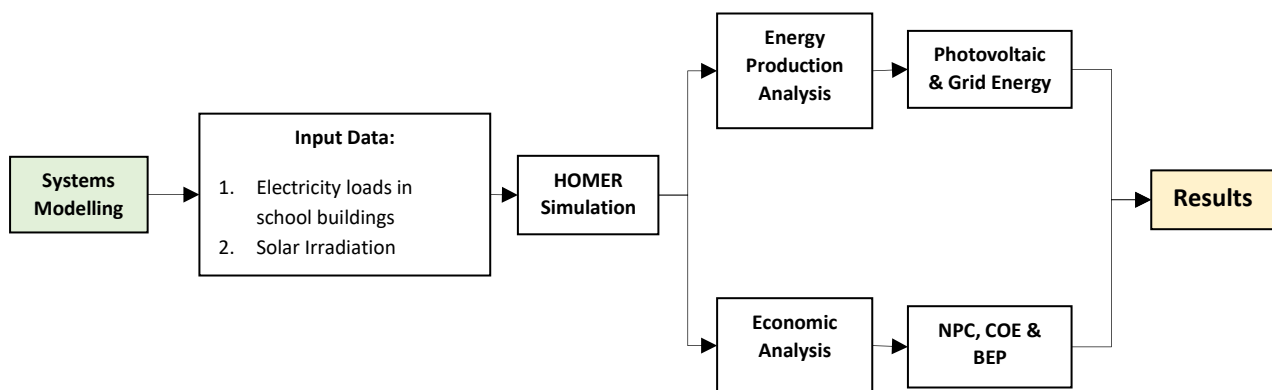 Systems
Modelling
Input Data:
1. Electricity loads in
school buildings
2. Solar Irradiation
HOMER
Simulation
Energy
Production
Analysis
Photovoltaic
& Grid Energy
Economic
Analysis
NPC, COE &
BEP
Results